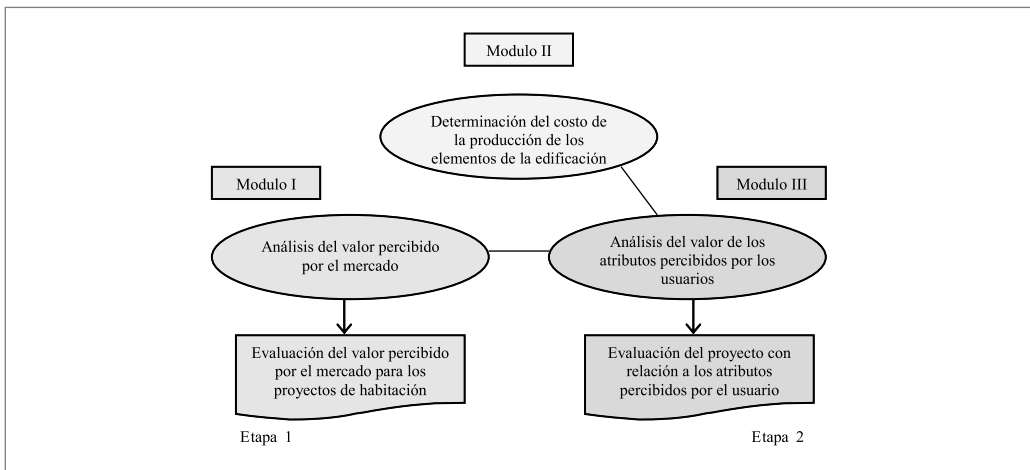 Modulo II
Determinación del costo de
la producción de los
elementos de la edificación
Modulo I
Modulo III
Análisis del valor percibido
por el mercado
Análisis del valor de los
atributos percibidos por los
usuarios
Evaluación del valor percibido
por el mercado para los
proyectos de habitación
Evaluación del proyecto con
relación a los atributos
percibidos por el usuario
Etapa 1
Etapa 2